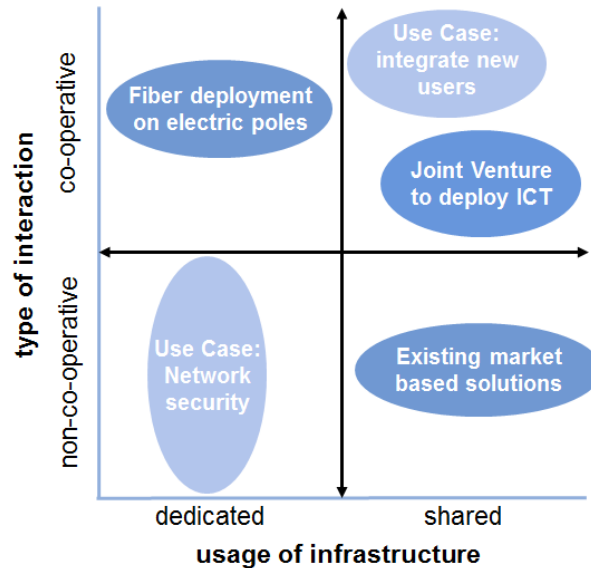 Use Case:
integrate new
users
Fiber deployment
on electric poles
Joint Venture
to deploy ICT
Use Case:
Network
security
Existing market
based solutions
type of interaction
co-operative
non-co-operative
dedicated
shared
usage of infrastructure